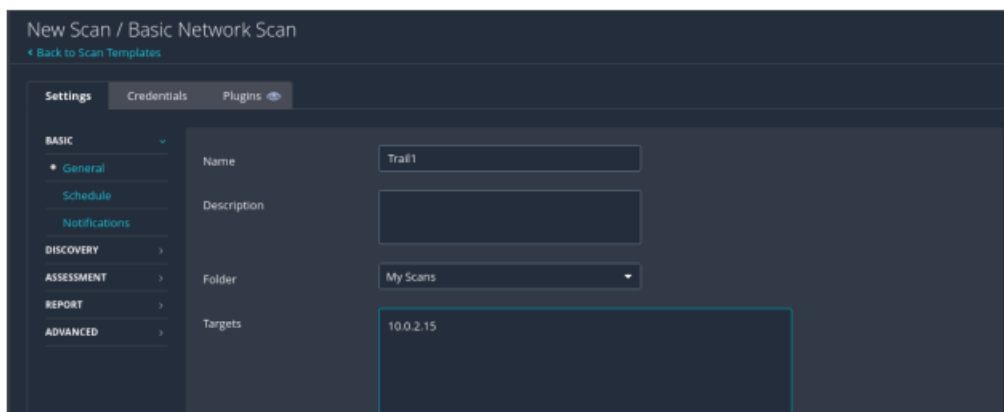 New Scan / Basic Network Scan
Back to Scan Templates
Settings Credentials Plugins
BASIC
General
Schedule
Notifications
DISCOVERY
ASSESSMENT
REPORT
ADVANCED
Name Trail1
Description
Folder My Scans
Targets 10.0.2.15